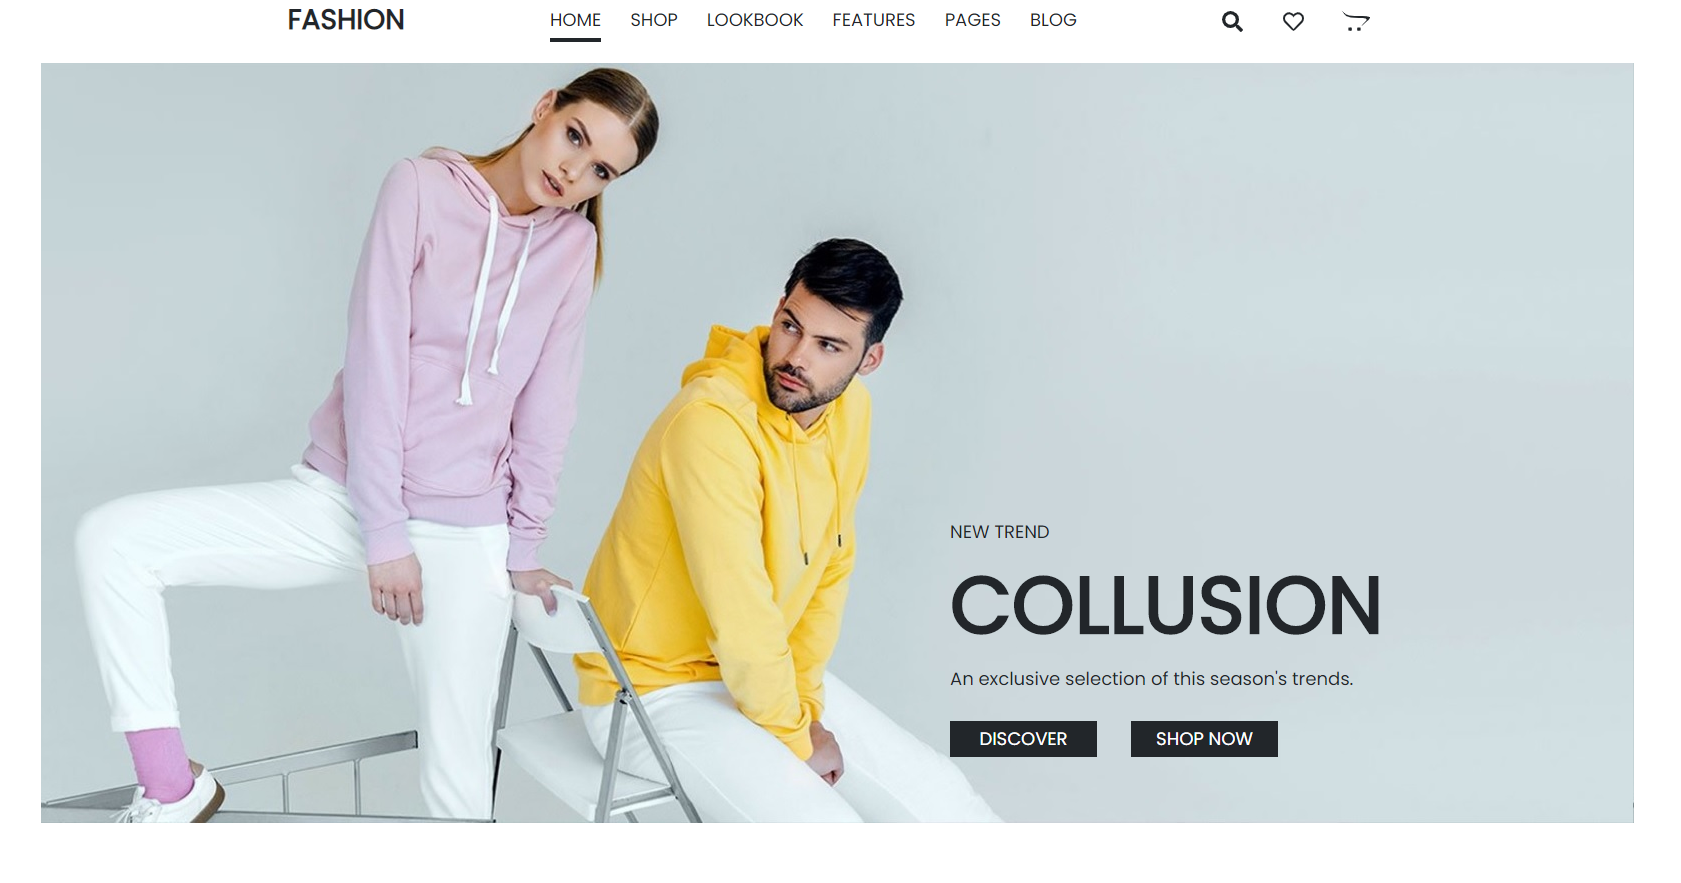 FASHION
HOME SHOP LOOKBOOK FEATURES PAGES BLOG
NEW TREND
COLLUSION
An exclusive selection of this season's trends.
DISCOVER SHOP NOW